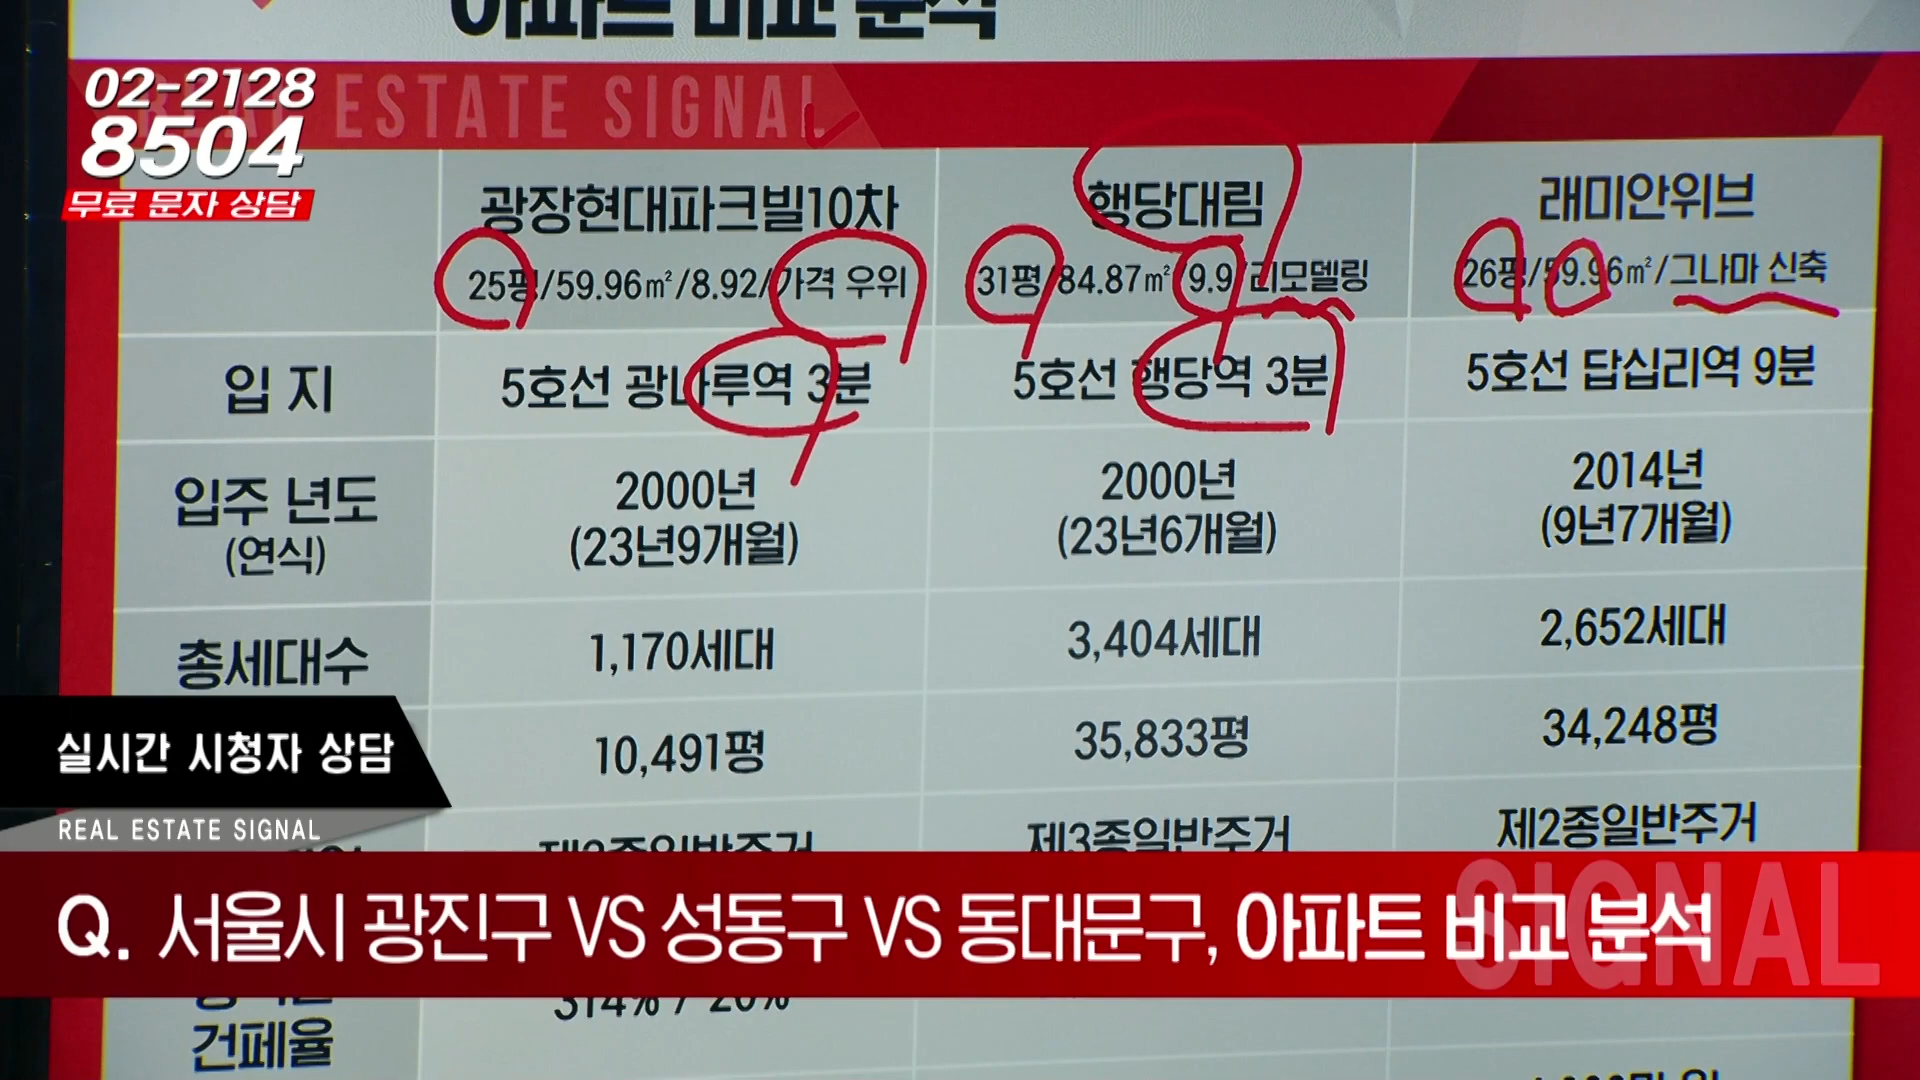 아파트 비교 분석
REAL ESTATE SIGNAL
02-2128
8504
무료 문자 상담
광장현대파크빌10차 행당대림 래미안위브
25평/59.96㎡/8.92/가격 우위 31평/84.87㎡/9.9/리모델링 26평/59.96㎡/그나마 신축
입 지 5호선 광나루역 3분 5호선 행당역 3분 5호선 답십리역 9분
입주 년도 2000년 2000년 2014년
(연식) (23년9개월) (23년6개월) (9년7개월)
총세대수 1,170세대 3,404세대 2,652세대
10,491평 35,833평 34,248평
제3종일반주거 제2종일반주거
실시간 시청자 상담
REAL ESTATE SIGNAL
Q. 서울시 광진구 VS 성동구 VS 동대문구, 아파트 비교 분석
SIGNAL
314% / 20%
건폐율